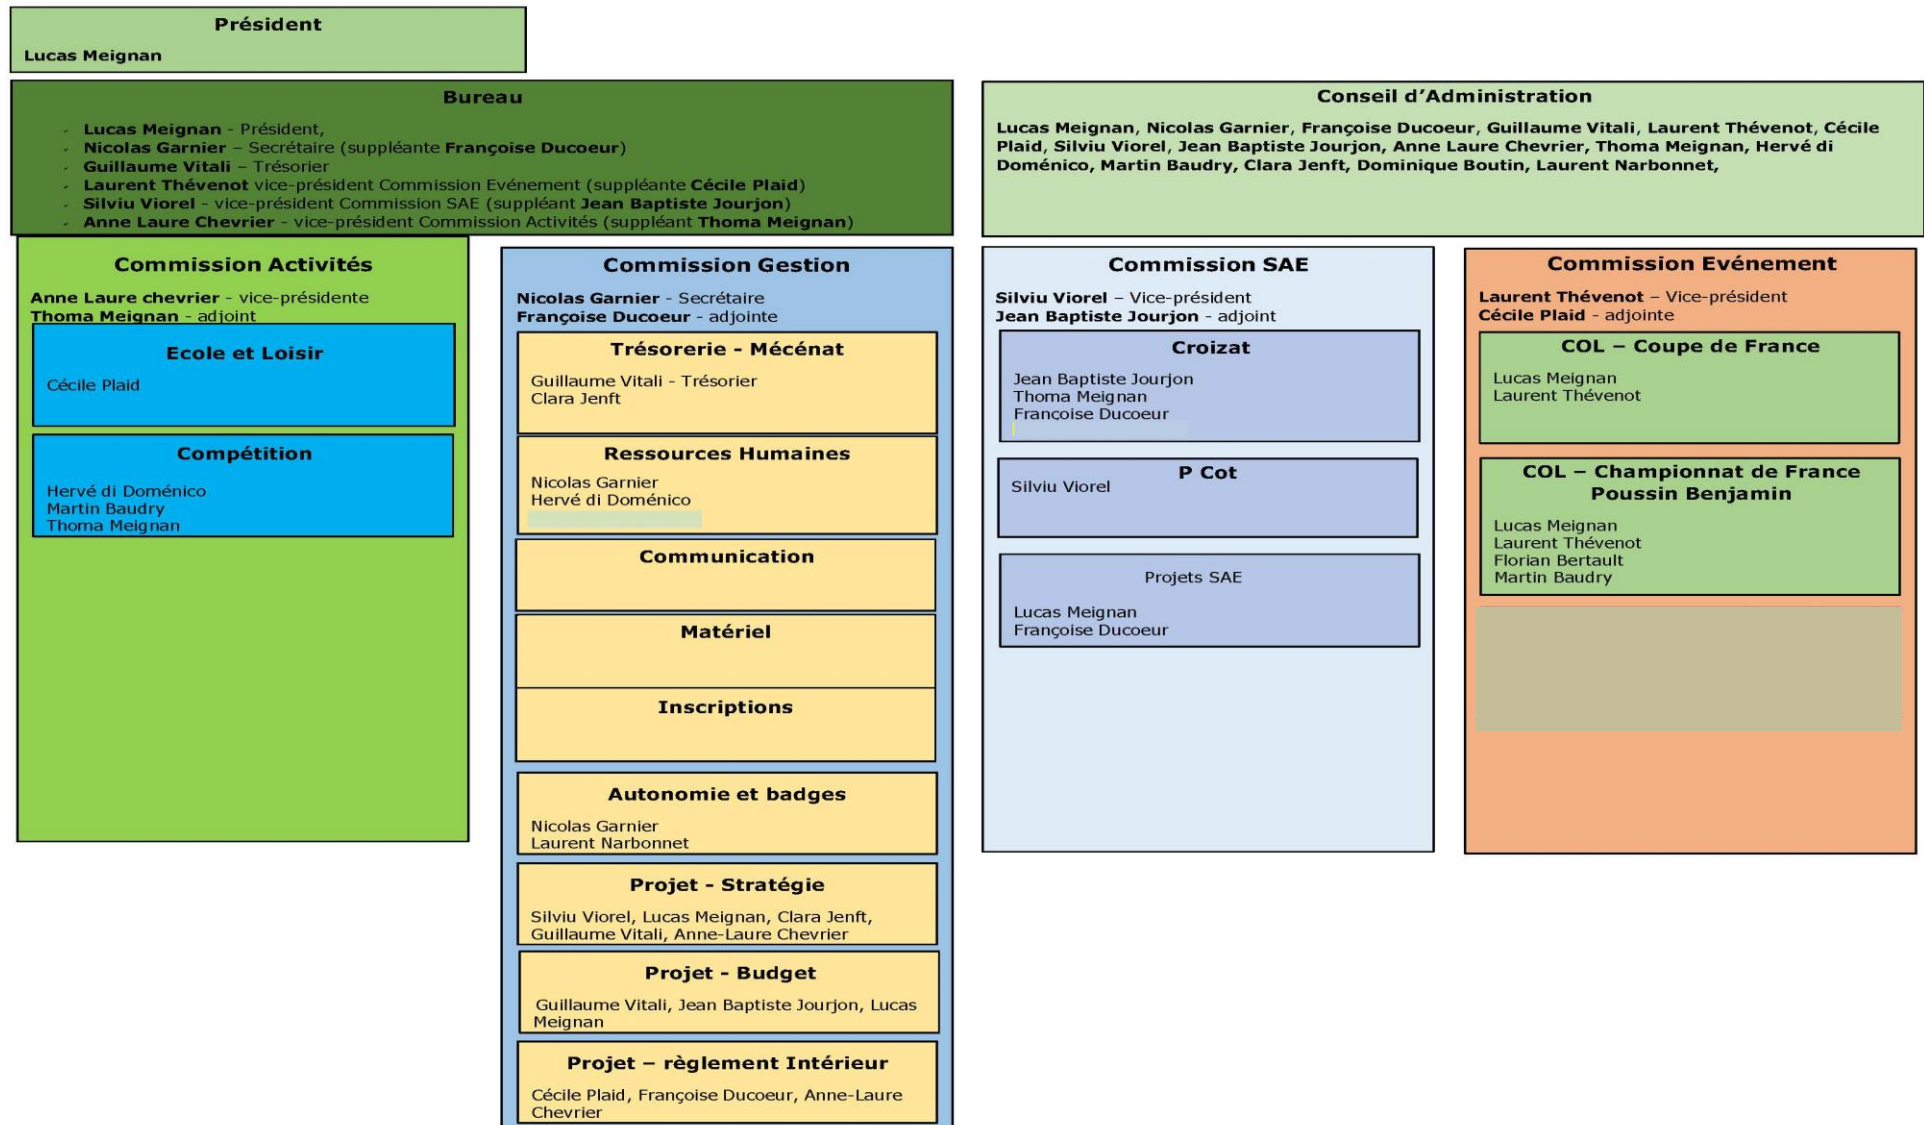 Président
Lucas Meignan
Bureau
Lucas Meignan - Président,
Nicolas Garnier – Secrétaire (suppléante Françoise Ducoeur)
Guillaume Vitali – Trésorier
Laurent Thévenot vice-président Commission Evénement (suppléante Cécile Plaid)
Silviu Viorel - vice-président Commission SAE (suppléant Jean Baptiste Jourjon)
Anne Laure Chevrier - vice-président Commission Activités (suppléant Thoma Meignan)
Conseil d'Administration
Lucas Meignan, Nicolas Garnier, Françoise Ducoeur, Guillaume Vitali, Laurent Thévenot, Cécile
Plaid, Silviu Viorel, Jean Baptiste Jourjon, Anne Laure Chevrier, Thoma Meignan, Hervé di
Doménico, Martin Baudry, Clara Jenft, Dominique Boutin, Laurent Narbonnet,
Commission Activités
Anne Laure chevrier - vice-présidente
Thoma Meignan - adjoint
Ecole et Loisir
Cécile Plaid
Compétition
Hervé di Doménico
Martin Baudry
Thoma Meignan
Commission Gestion
Nicolas Garnier - Secrétaire
Françoise Ducoeur - adjointe
Trésorerie - Mécénat
Guillaume Vitali - Trésorier
Clara Jenft
Ressources Humaines
Nicolas Garnier
Hervé di Doménico
Communication
Matériel
Inscriptions
Autonomie et badges
Nicolas Garnier
Laurent Narbonnet
Projet - Stratégie
Silviu Viorel, Lucas Meignan, Clara Jenft,
Guillaume Vitali, Anne-Laure Chevrier
Projet - Budget
Guillaume Vitali, Jean Baptiste Jourjon, Lucas
Meignan
Projet – règlement Intérieur
Cécile Plaid, Françoise Ducoeur, Anne-Laure
Chevrier
Commission SAE
Silviu Viorel – Vice-président
Jean Baptiste Jourjon - adjoint
Croizat
Jean Baptiste Jourjon
Thoma Meignan
Françoise Ducoeur
P Cot
Silviu Viorel
Projets SAE
Lucas Meignan
Françoise Ducoeur
Commission Evénement
Laurent Thévenot – Vice-président
Cécile Plaid - adjointe
COL – Coupe de France
Lucas Meignan
Laurent Thévenot
COL – Championnat de France
Poussin Benjamin
Lucas Meignan
Laurent Thévenot
Florian Bertault
Martin Baudry